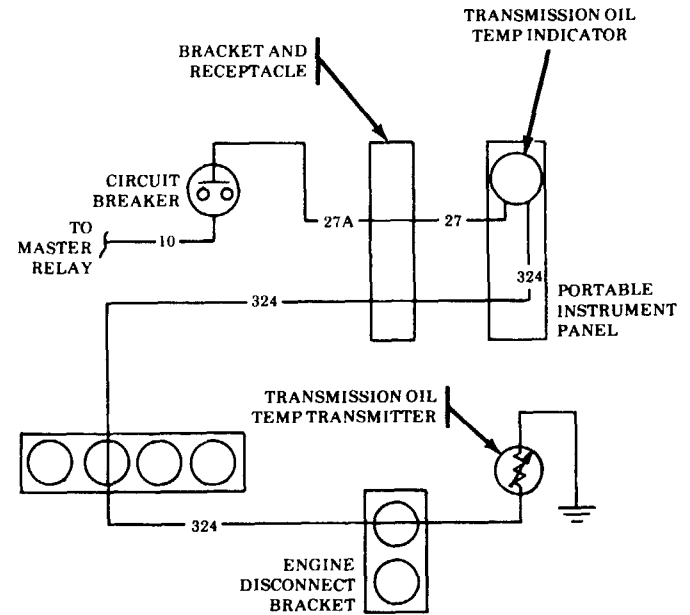 TRANSMISSION OIL
TEMP INDICATOR
BRACKET AND
RECEPTACLE
CIRCUIT
BREAKER
TO
MASTER
RELAY
10
27A
27
324
324
PORTABLE
INSTRUMENT
PANEL
TRANSMISSION OIL
TEMP TRANSMITTER
324
ENGINE
DISCONNECT
BRACKET